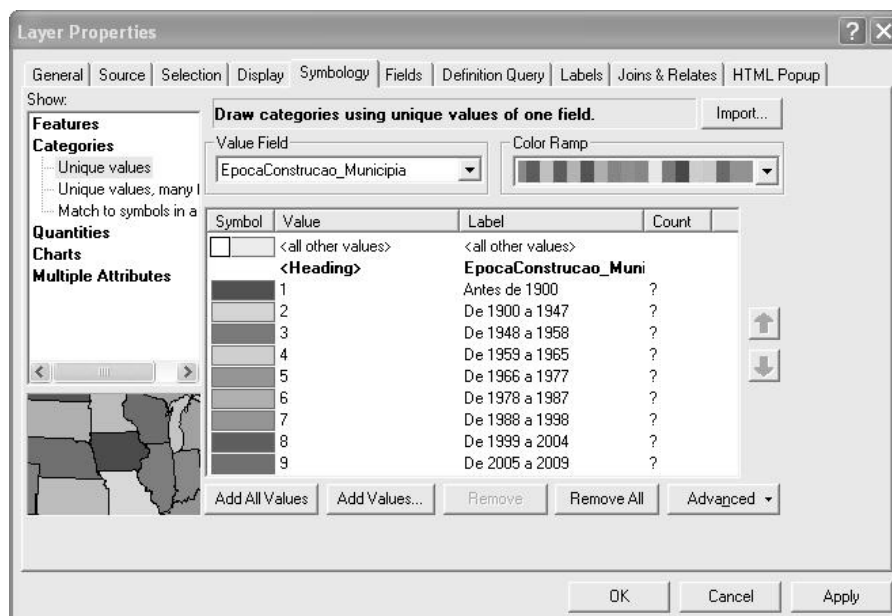 Layer Properties
General Source Selection Display Symbology Fields Definition Query Labels Joins & Relates HTML Popup
Show:
Features
Categories
Unique values
Unique values, many f
Match to symbols in a
Quantities
Charts
Multiple Attributes
Draw categories using unique values of one field.
Import...
Value Field
EpocaConstrucao_Municipia
Color Ramp
Symbol Value Label Count
<all other values> <all other values>
<Heading> EpocaConstrucao_Muni
1 Antes de 1900 ?
2 De 1900 a 1947 ?
3 De 1948 a 1958 ?
4 De 1959 a 1965 ?
5 De 1966 a 1977 ?
6 De 1978 a 1987 ?
7 De 1988 a 1998 ?
8 De 1999 a 2004 ?
9 De 2005 a 2009 ?
Add All Values Add Values... Remove Remove All Advanced
OK Cancel Apply